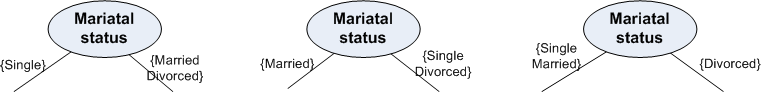 Mariatal
status
{Single}
{Married
Divorced}
Mariatal
status
{Married}
{Single
Divorced}
Mariatal
status
{Single
Married}
{Divorced}